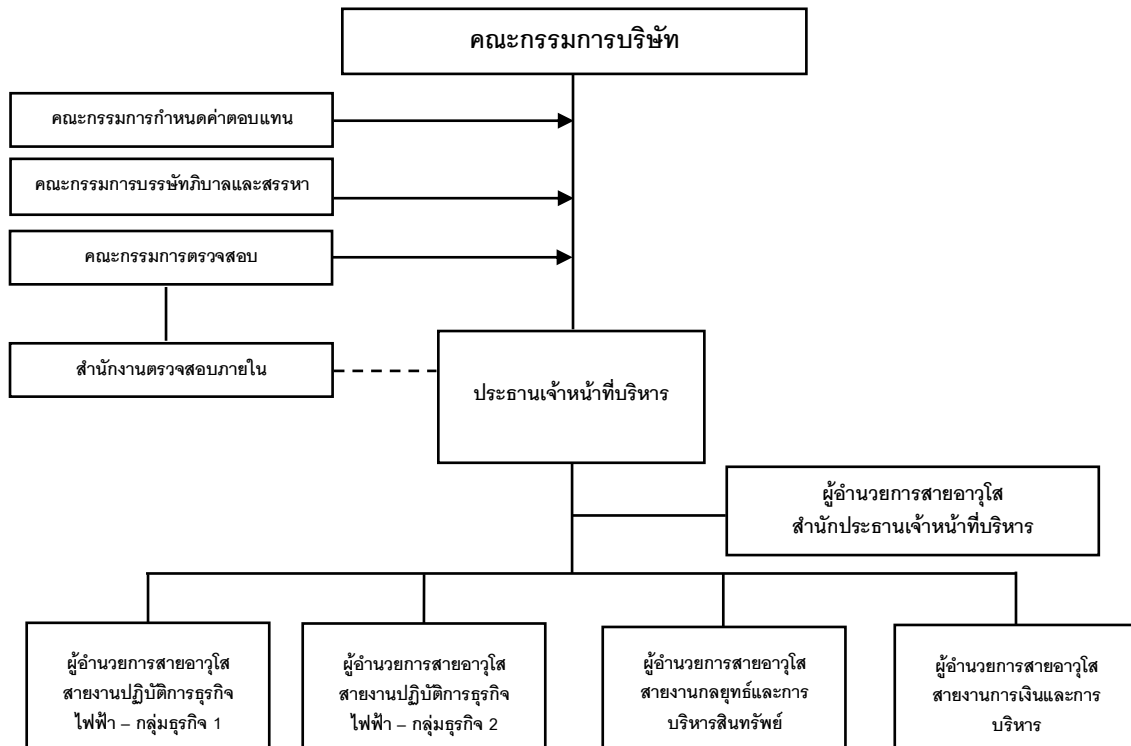 คณะกรรมการบริษัท
คณะกรรมการกำหนดค่าตอบแทน
คณะกรรมการบรรษัทภิบาลและสรรหา
คณะกรรมการตรวจสอบ
สำนักงานตรวจสอบภายใน
ประธานเจ้าหน้าที่บริหาร
ผู้อำนวยการสายอาวุโส
สำนักประธานเจ้าหน้าที่บริหาร
ผู้อำนวยการสายอาวุโส
สายงานปฏิบัติการธุรกิจ
ไฟฟ้า – กลุ่มธุรกิจ 1
ผู้อำนวยการสายอาวุโส
สายงานปฏิบัติการธุรกิจ
ไฟฟ้า – กลุ่มธุรกิจ 2
ผู้อำนวยการสายอาวุโส
สายงานกลยุทธ์และการ
บริหารสินทรัพย์
ผู้อำนวยการสายอาวุโส
สายงานการเงินและการ
บริหาร